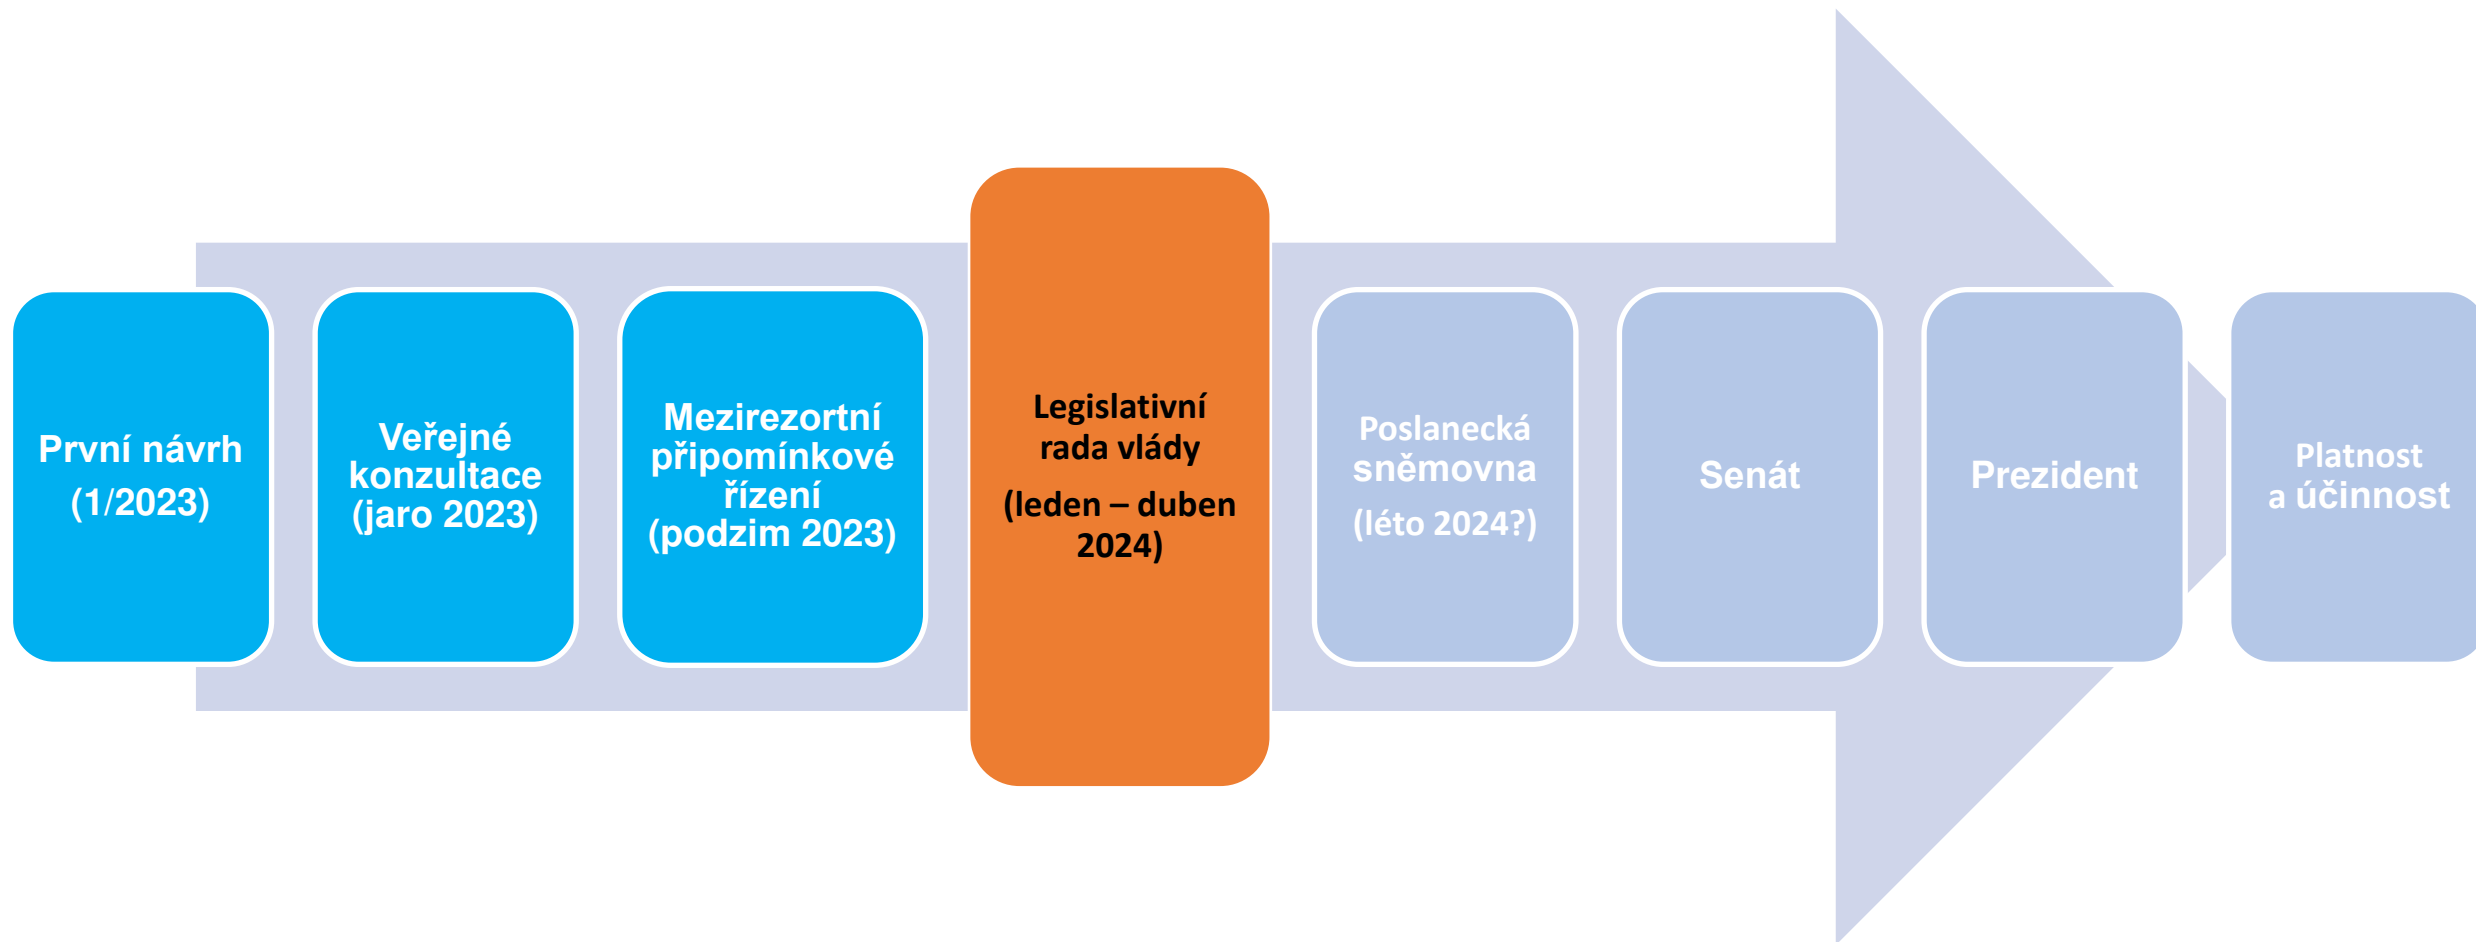 První návrh
(1/2023)
Veřejné
konzultace
(jaro 2023)
Mezirezortní
připomínkové
řízení
(podzim 2023)
Legislativní
rada vlády
(leden – duben
2024)
Poslanecká
sněmovna
(léto 2024?)
Senát
Prezident
Platnost
a účinnost